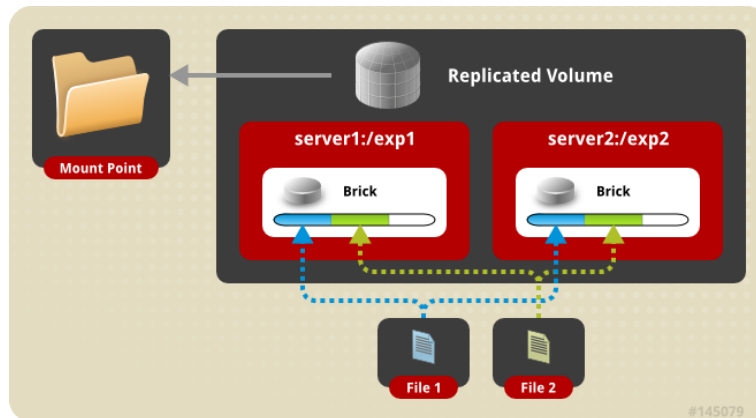 Replicated Volume
Mount Point
server1:/exp1
server2:/exp2
Brick
Brick
File 1
File 2
#145079